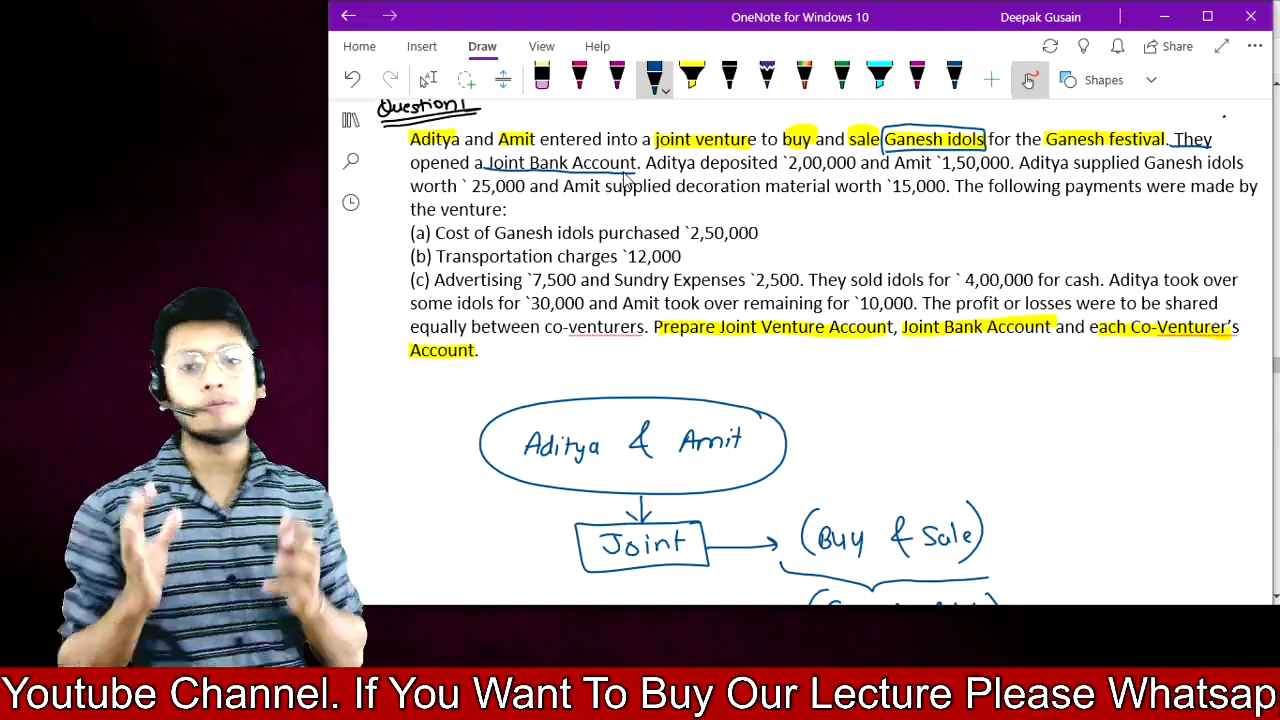 OneNote for Windows 10
Deepak Gusain
Home Insert Draw View Help
Share
Shapes
Question 1
Aditya and Amit entered into a joint venture to buy and sale Ganesh idols for the Ganesh festival. They
opened a Joint Bank Account. Aditya deposited `2,00,000 and Amit `1,50,000. Aditya supplied Ganesh idols
worth ` 25,000 and Amit supplied decoration material worth `15,000. The following payments were made by
the venture:
(a) Cost of Ganesh idols purchased `2,50,000
(b) Transportation charges `12,000
(c) Advertising `7,500 and Sundry Expenses `2,500. They sold idols for ` 4,00,000 for cash. Aditya took over
some idols for `30,000 and Amit took over remaining for `10,000. The profit or losses were to be shared
equally between co-venturers. Prepare Joint Venture Account, Joint Bank Account and each Co-Venturer’s
Account.
Aditya & Amit
Joint
(Buy & Sale)
Youtube Channel. If You Want To Buy Our Lecture Please Whatsap